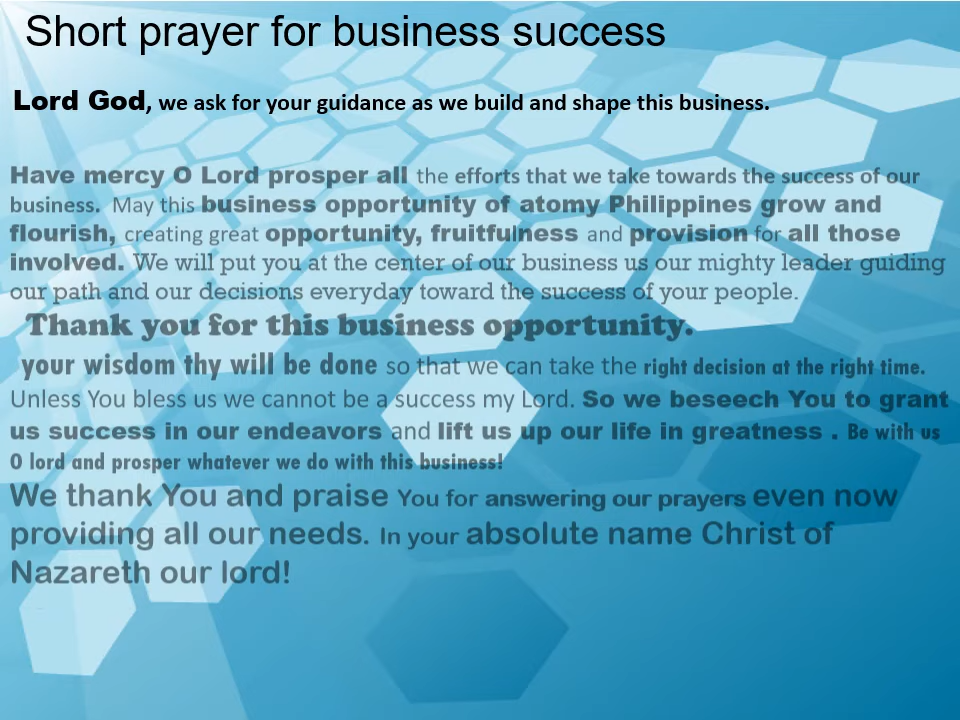 Short prayer for business success
Lord God, we ask for your guidance as we build and shape this business.
Have mercy O Lord prosper all the efforts that we take towards the success of our
business. May this business opportunity of atomy Philippines grow and
flourish, creating great opportunity, fruitfulness and provision for all those
involved. We will put you at the center of our business us our mighty leader guiding
our path and our decisions everyday toward the success of your people.
Thank you for this business opportunity.
your wisdom thy will be done so that we can take the right decision at the right time.
Unless You bless us we cannot be a success my Lord. So we beseech You to grant
us success in our endeavors and lift us up our life in greatness . Be with us
O lord and prosper whatever we do with this business!
We thank You and praise You for answering our prayers even now
providing all our needs. In your absolute name Christ of
Nazareth our lord!